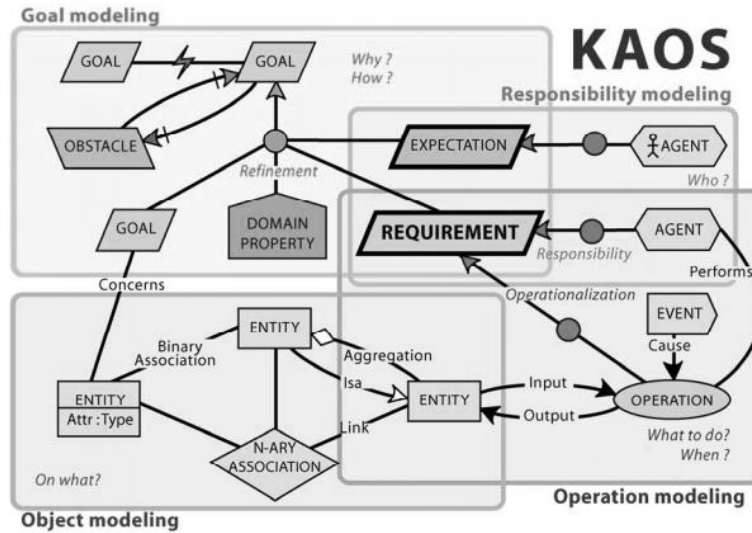 Goal modeling
KAOS
GOAL
GOAL
Why ?
How ?
Responsibility modeling
OBSTACLE
EXPECTATION
AGENT
Refinement
Who ?
GOAL
DOMAIN
PROPERTY
REQUIREMENT
AGENT
Responsibility
Performs
Concerns
Operationalization
EVENT
Cause
ENTITY
Binary
Association
Aggregation
Isa
Input
ENTITY
Attr : Type
ENTITY
OPERATION
Output
Link
N-ARY
ASSOCIATION
What to do?
When ?
On what?
Operation modeling
Object modeling